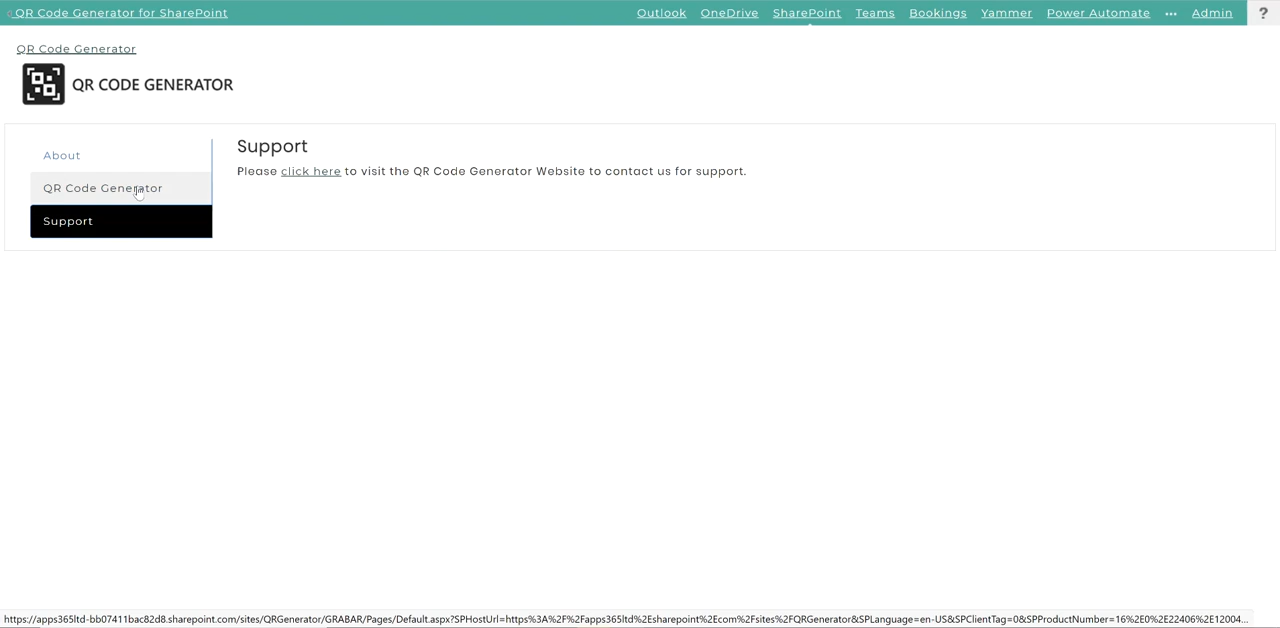 QR Code Generator for SharePoint
Outlook OneDrive SharePoint Teams Bookings Yammer Power Automate ••• Admin ?
QR Code Generator
QR CODE GENERATOR
About
QR Code Generator
Support
Support
Please click here to visit the QR Code Generator Website to contact us for support.
https://apps365ltd-bb07411bac82d8.sharepoint.com/sites/QRGenerator/GRABAR/Pages/Default.aspx?SPHostUrl=https%3A%2F%2Fapps365ltd%2Esharepoint%2Ecom%2Fsites%2FQRGenerator&SPLanguage=en-US&SPClientTag=0&SPProductNumber=16%2E0%2E22406%2E12004...